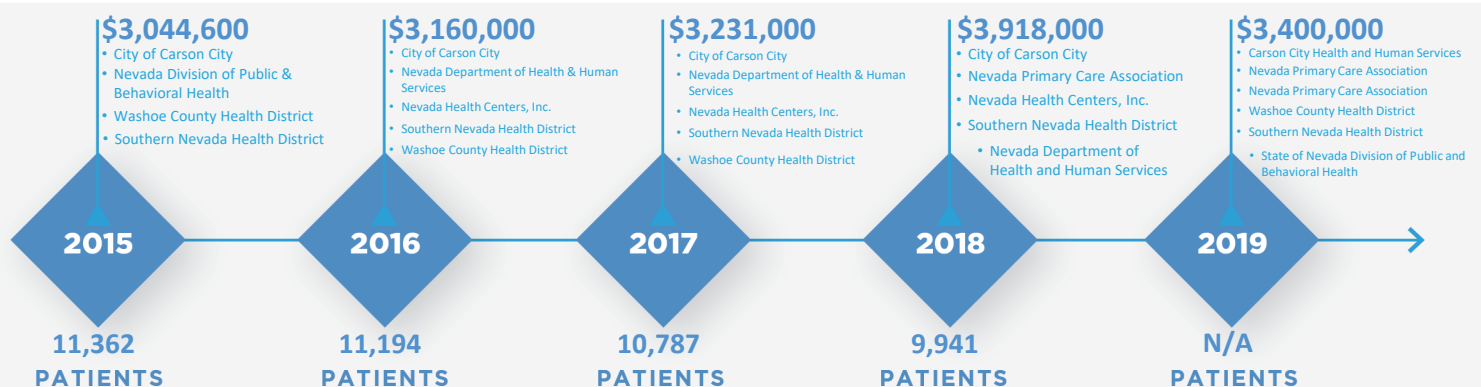 $3,044,600
• City of Carson City
• Nevada Division of Public &
Behavioral Health
• Washoe County Health District
• Southern Nevada Health District
2015
11,362
PATIENTS
$3,160,000
• City of Carson City
• Nevada Department of Health & Human
Services
• Nevada Health Centers, Inc.
• Southern Nevada Health District
• Washoe County Health District
2016
11,194
PATIENTS
$3,231,000
• City of Carson City
• Nevada Department of Health & Human
Services
• Nevada Health Centers, Inc.
• Southern Nevada Health District
• Washoe County Health District
2017
10,787
PATIENTS
$3,918,000
• City of Carson City
• Nevada Primary Care Association
• Nevada Health Centers, Inc.
• Southern Nevada Health District
• Nevada Department of
Health and Human Services
2018
9,941
PATIENTS
$3,400,000
• Carson City Health and Human Services
• Nevada Primary Care Association
• Nevada Primary Care Association
• Washoe County Health District
• Southern Nevada Health District
• State of Nevada Division of Public and
Behavioral Health
2019
N/A
PATIENTS